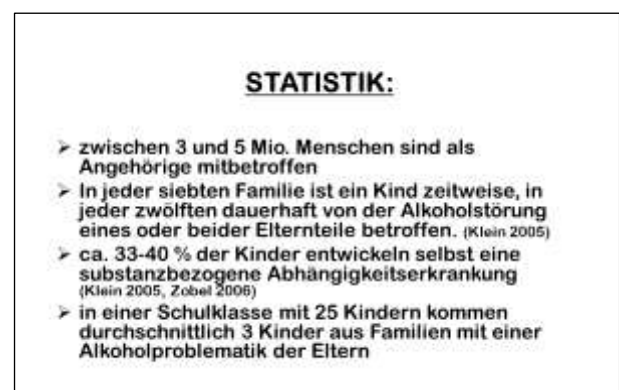 STATISTIK:
➢ zwischen 3 und 5 Mio. Menschen sind als
Angehörige mitbetroffen
➢ In jeder siebten Familie ist ein Kind zeitweise, in
jeder zwölften dauerhaft von der Alkoholstörung
eines oder beider Elternteile betroffen. (Klein 2005)
➢ ca. 33-40 % der Kinder entwickeln selbst eine
substanzbezogene Abhängigkeitserkrankung
(Klein 2005, Zobel 2006)
➢ in einer Schulklasse mit 25 Kindern kommen
durchschnittlich 3 Kinder aus Familien mit einer
Alkoholproblematik der Eltern